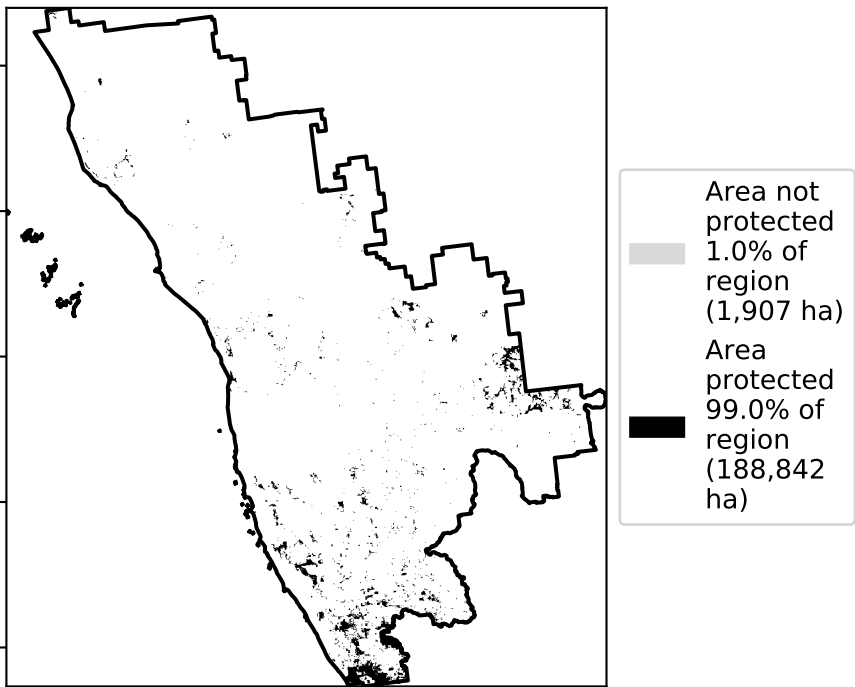 Area not
protected
1.0% of
region
(1,907 ha)
Area
protected
99.0% of
region
(188,842
ha)